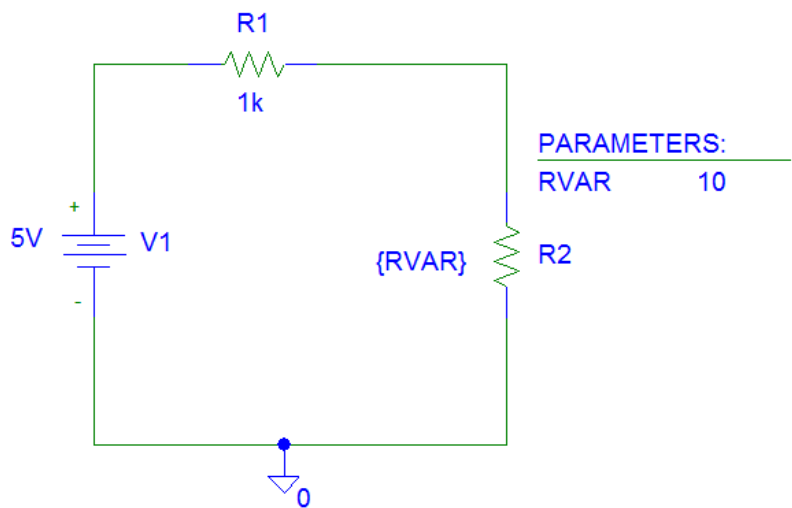 R1
1k
PARAMETERS:
RVAR 10
+
5V
V1
{RVAR}
R2
-
0